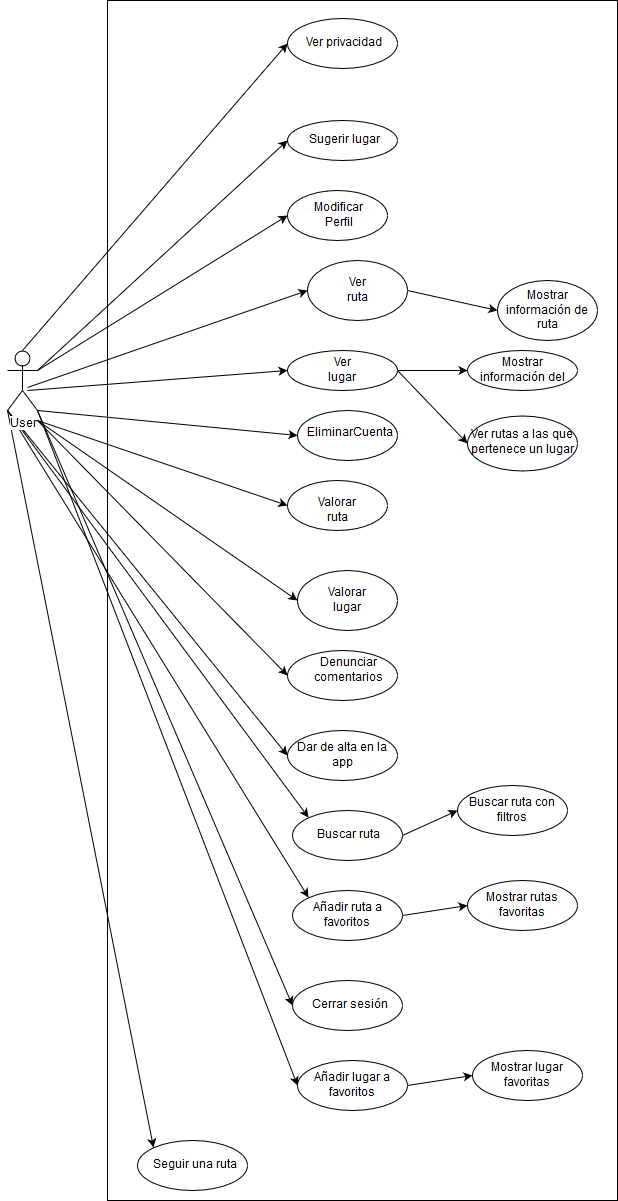 Ver privacidad
Sugerir lugar
Modificar
Perfil
Ver
ruta
Mostrar
información de
ruta
Ver
lugar
Mostrar
información del
User
EliminarCuenta
Ver rutas a las que
pertenece un lugar
Valorar
ruta
Valorar
lugar
Denunciar
comentarios
Dar de alta en la
app
Buscar ruta
Buscar ruta con
filtros
Añadir ruta a
favoritos
Mostrar rutas
favoritas
Cerrar sesión
Añadir lugar a
favoritos
Mostrar lugar
favoritas
Seguir una ruta